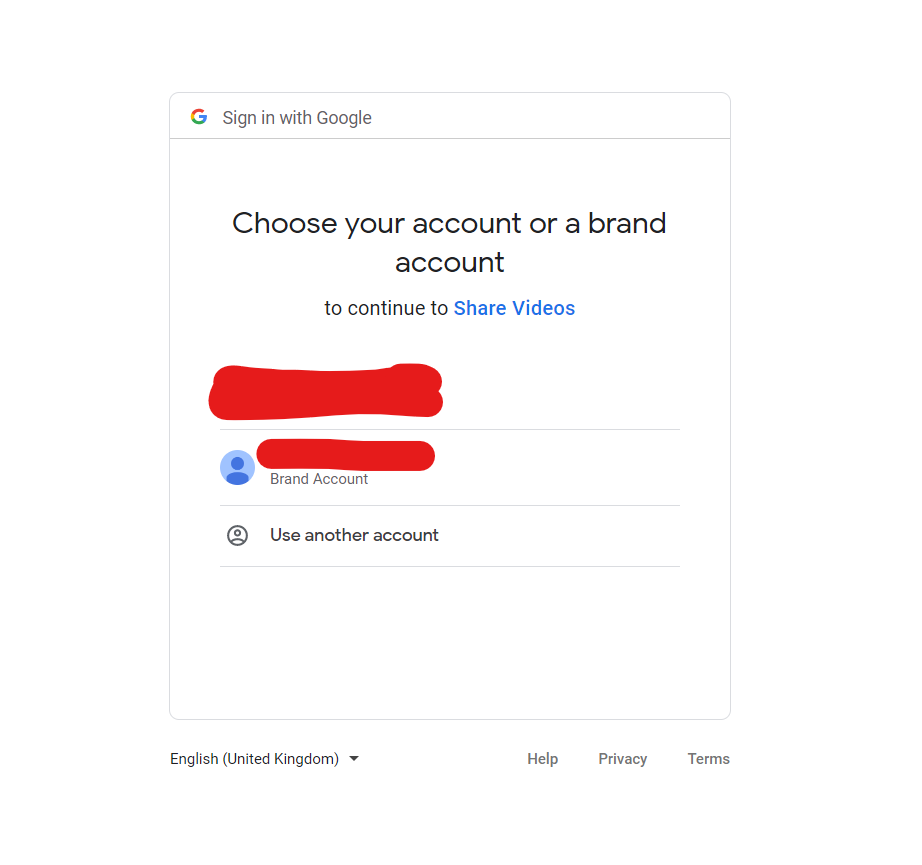 Sign in with Google
Choose your account or a brand
account
to continue to Share Videos
Brand Account
Use another account
English (United Kingdom)
Help Privacy Terms